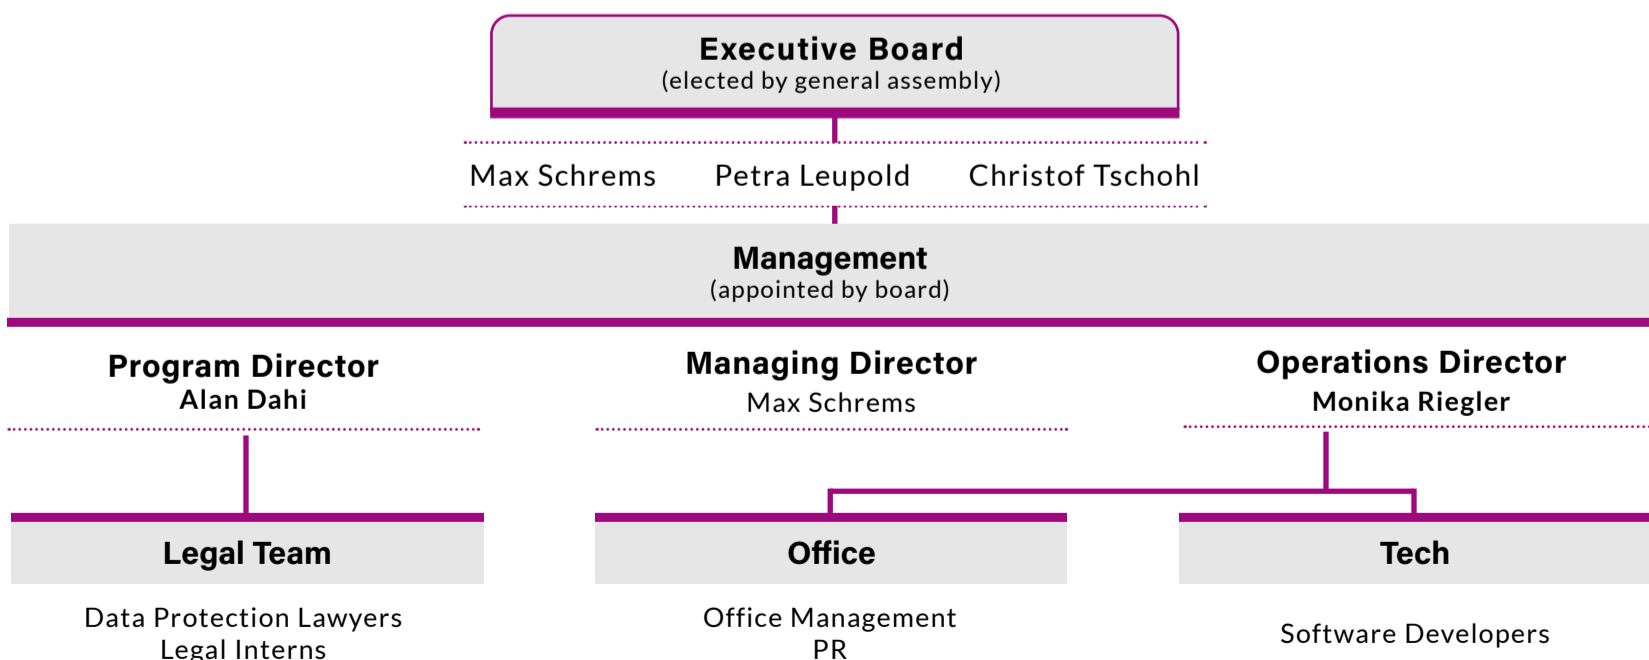 Executive Board
(elected by general assembly)
Max Schrems Petra Leupold Christof Tschohl
Management
(appointed by board)
Program Director
Alan Dahi
Managing Director
Max Schrems
Operations Director
Monika Riegler
Legal Team
Data Protection Lawyers
Legal Interns
Office
Office Management
PR
Tech
Software Developers